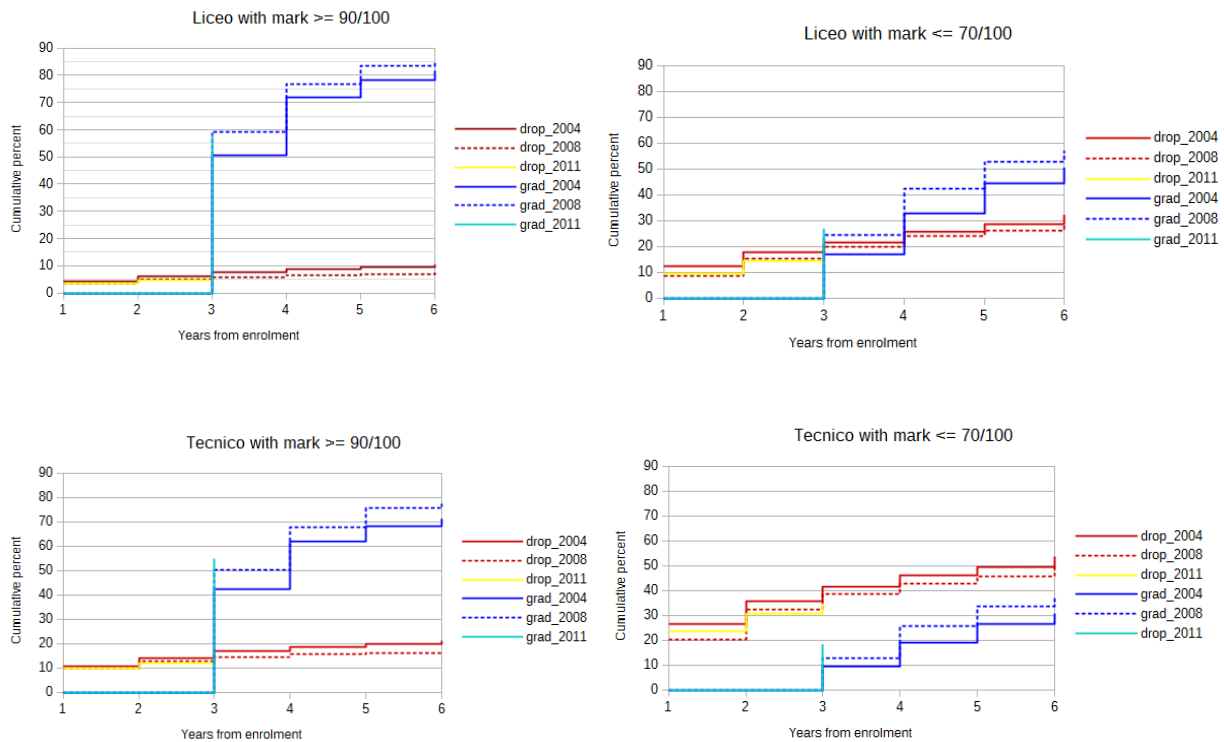 Liceo with mark >= 90/100
90
80
70
60
50
40
30
20
10
0
1 2 3 4 5 6
Cumulative percent
Years from enrolment
drop_2004
drop_2008
drop_2011
grad_2004
grad_2008
grad_2011
Liceo with mark <= 70/100
90
80
70
60
50
40
30
20
10
0
1 2 3 4 5 6
Cumulative percent
Years from enrolment
drop_2004
drop_2008
drop_2011
grad_2004
grad_2008
grad_2011
Tecnico with mark >= 90/100
90
80
70
60
50
40
30
20
10
0
1 2 3 4 5 6
Cumulative percent
Years from enrolment
drop_2004
drop_2008
drop_2011
grad_2004
grad_2008
grad_2011
Tecnico with mark <= 70/100
90
80
70
60
50
40
30
20
10
0
1 2 3 4 5 6
Cumulative percent
Years from enrolment
drop_2004
drop_2008
drop_2011
grad_2004
grad_2008
drop_2011